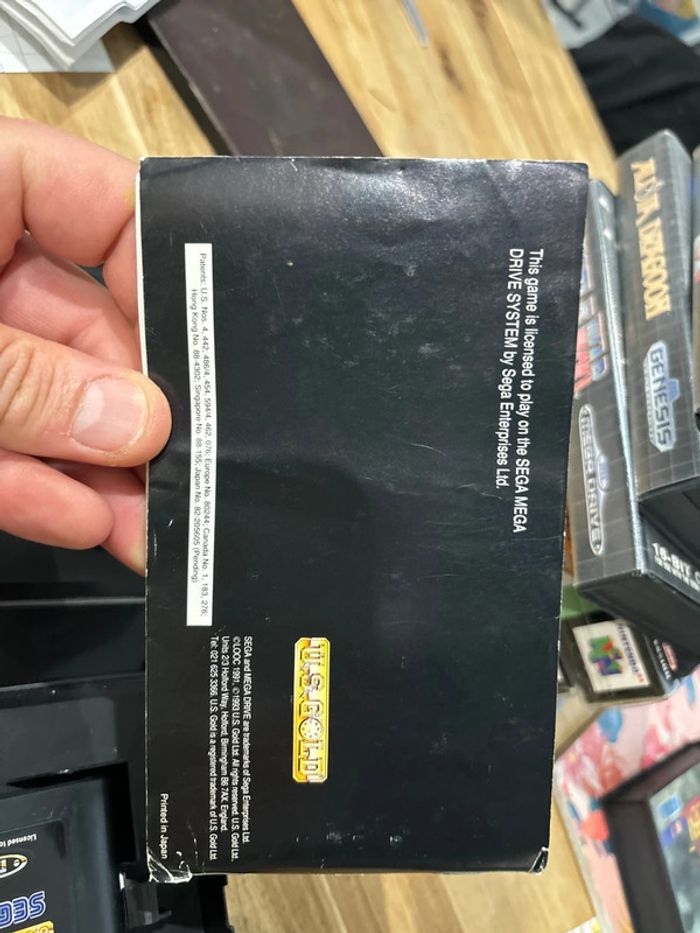 This game is licensed to play on the SEGA MEGA
DRIVE SYSTEM by Sega Enterprises Ltd.
U.S. GOLD
SEGA and MEGA DRIVE are trademarks of Sega Enterprises Ltd.
©LOOC 1991. ©1993 U.S. Gold Ltd. All rights reserved. U.S. Gold Ltd.
Units 2/3 Holford Way, Holford, Birmingham B6 7AX. England.
Tel: 021 625 3366. U.S. Gold is a registered trademark of U.S. Gold Ltd.
Patents: U.S. Nos. 4, 442, 486/4, 454, 594/4, 462, 076; Europe No. 80244; Canada No. 1, 183, 276;
Hong Kong No. 88-4302; Singapore No. 88-155; Japan No. 82-205605 (Pending)
Printed in Japan
DRAGOON
GENESIS
MEGA DRIVE
16-BIT
NINTENDO 64
Licensed to
SEGA